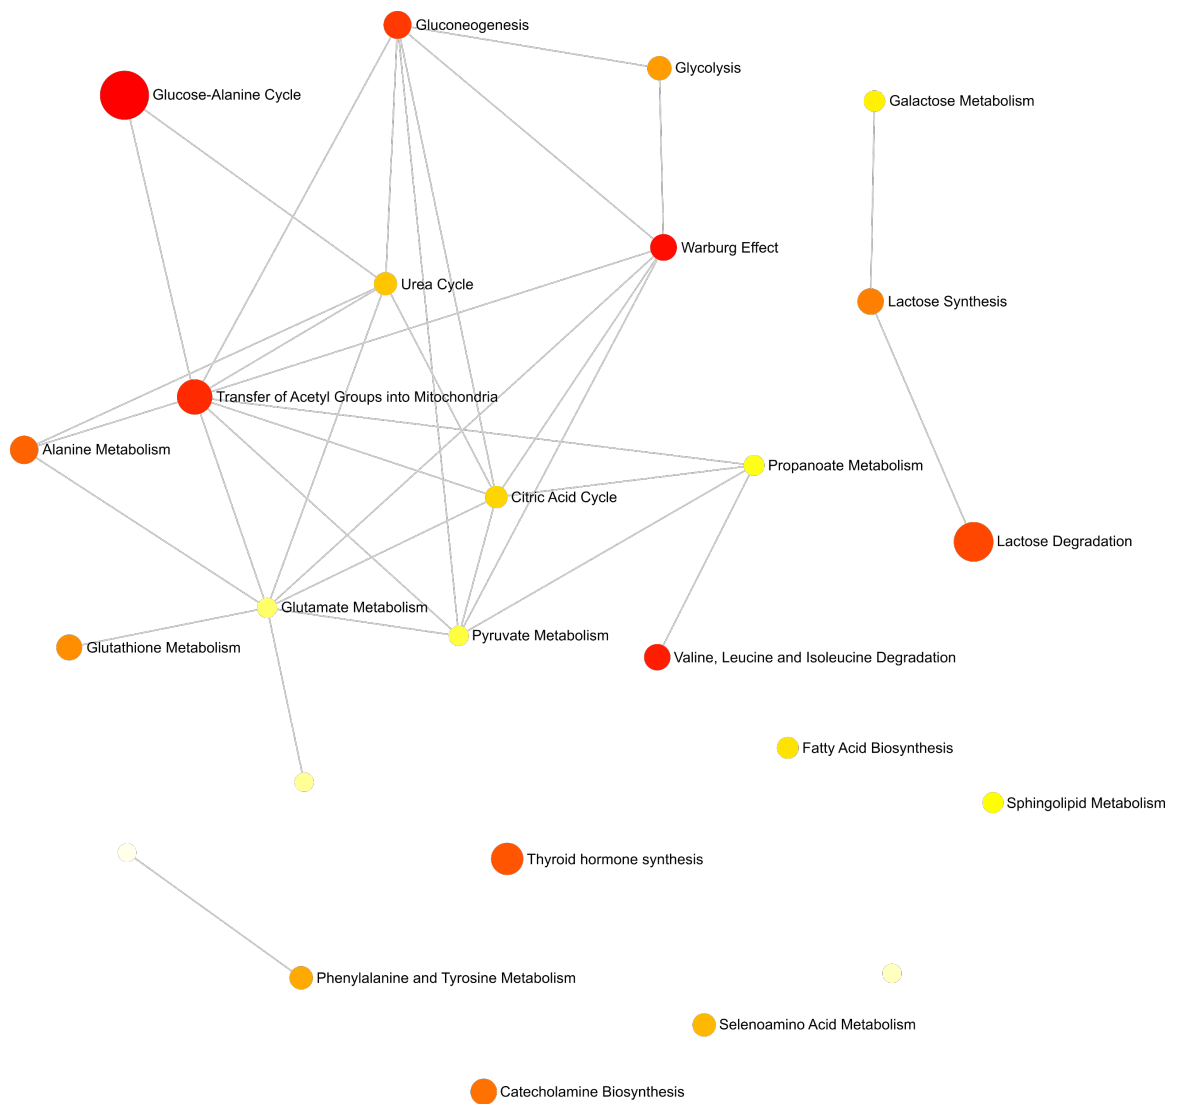 Gluconeogenesis
Glycolysis
Glucose-Alanine Cycle
Galactose Metabolism
Warburg Effect
Urea Cycle
Lactose Synthesis
Transfer of Acetyl Groups into Mitochondria
Alanine Metabolism
Propanoate Metabolism
Citric Acid Cycle
Lactose Degradation
Glutamate Metabolism
Pyruvate Metabolism
Glutathione Metabolism
Valine, Leucine and Isoleucine Degradation
Fatty Acid Biosynthesis
Sphingolipid Metabolism
Thyroid hormone synthesis
Phenylalanine and Tyrosine Metabolism
Selenoamino Acid Metabolism
Catecholamine Biosynthesis